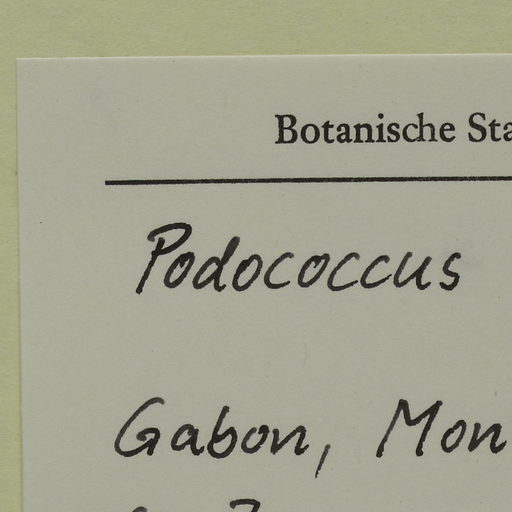 Botanische Sta
Podococcus
Gabon, Mon